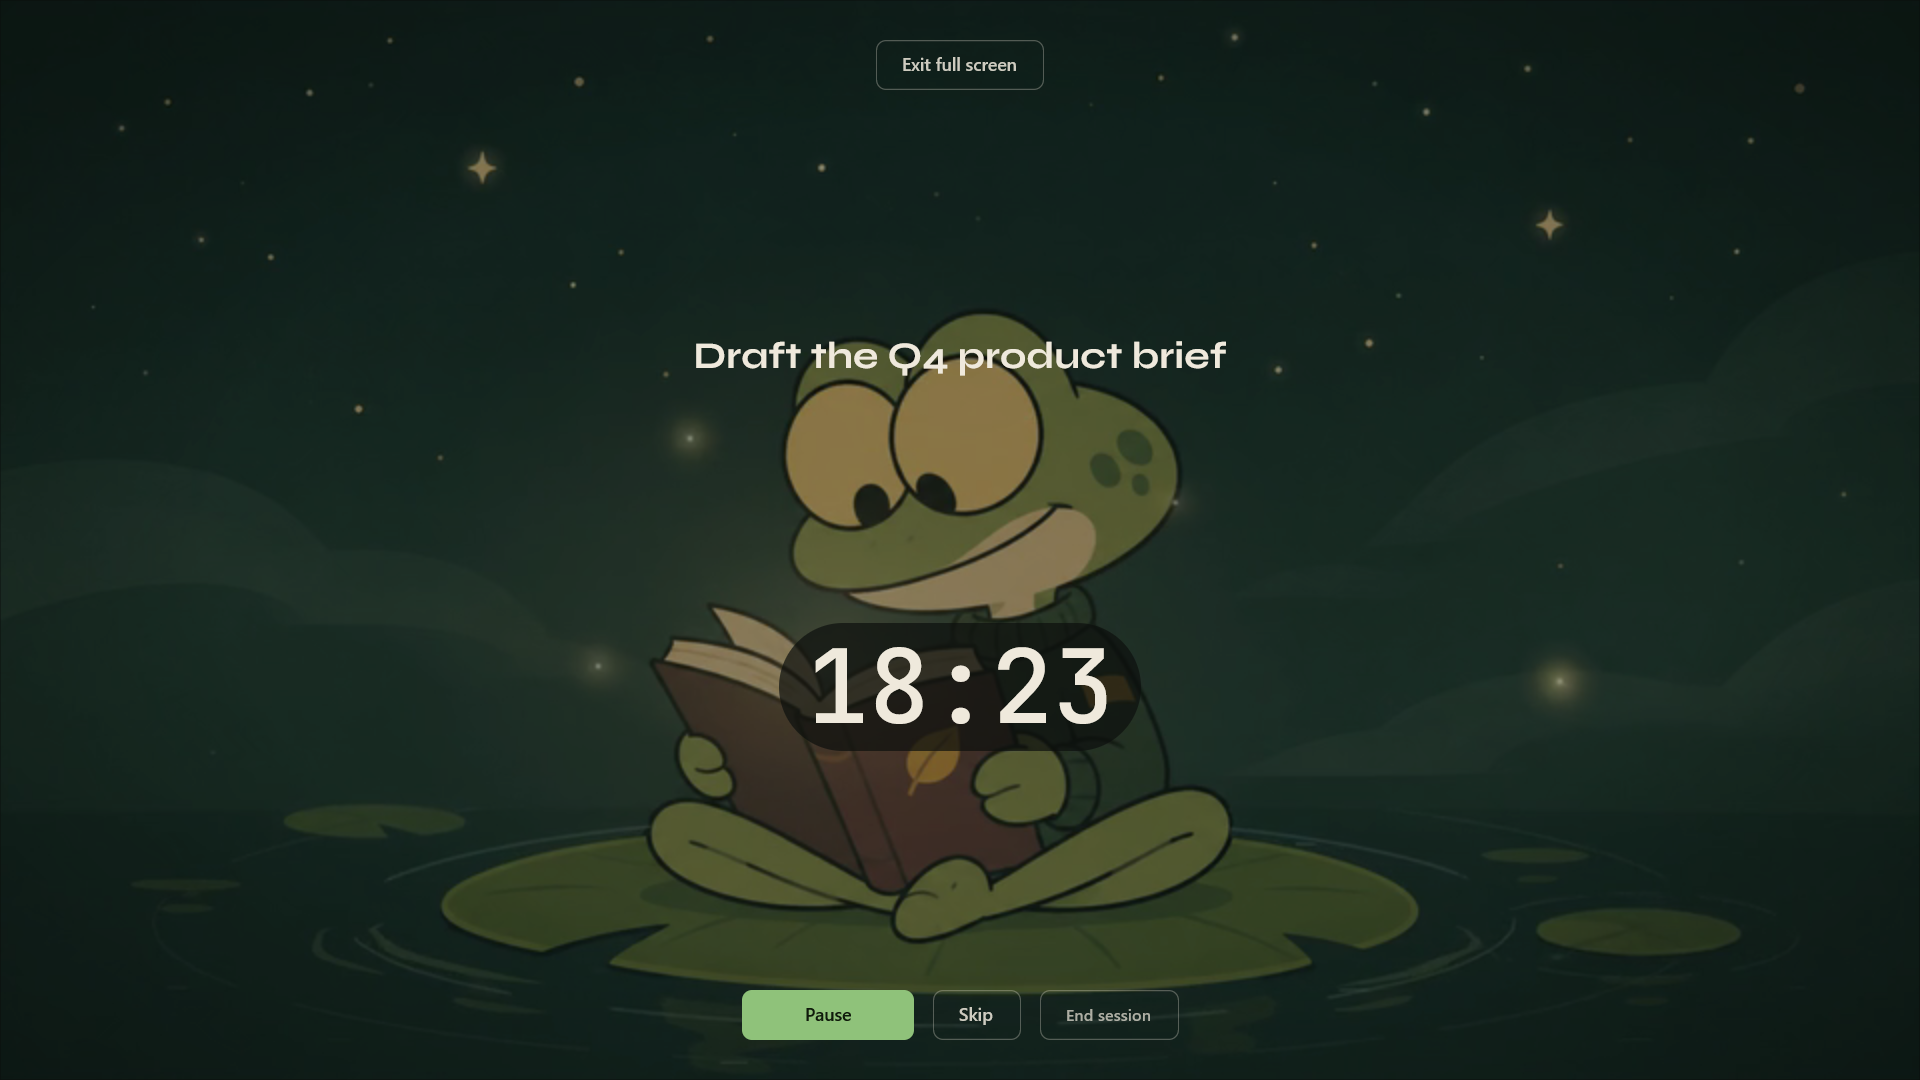 Exit full screen
Draft the Q4 product brief
18:23
Pause
Skip
End session